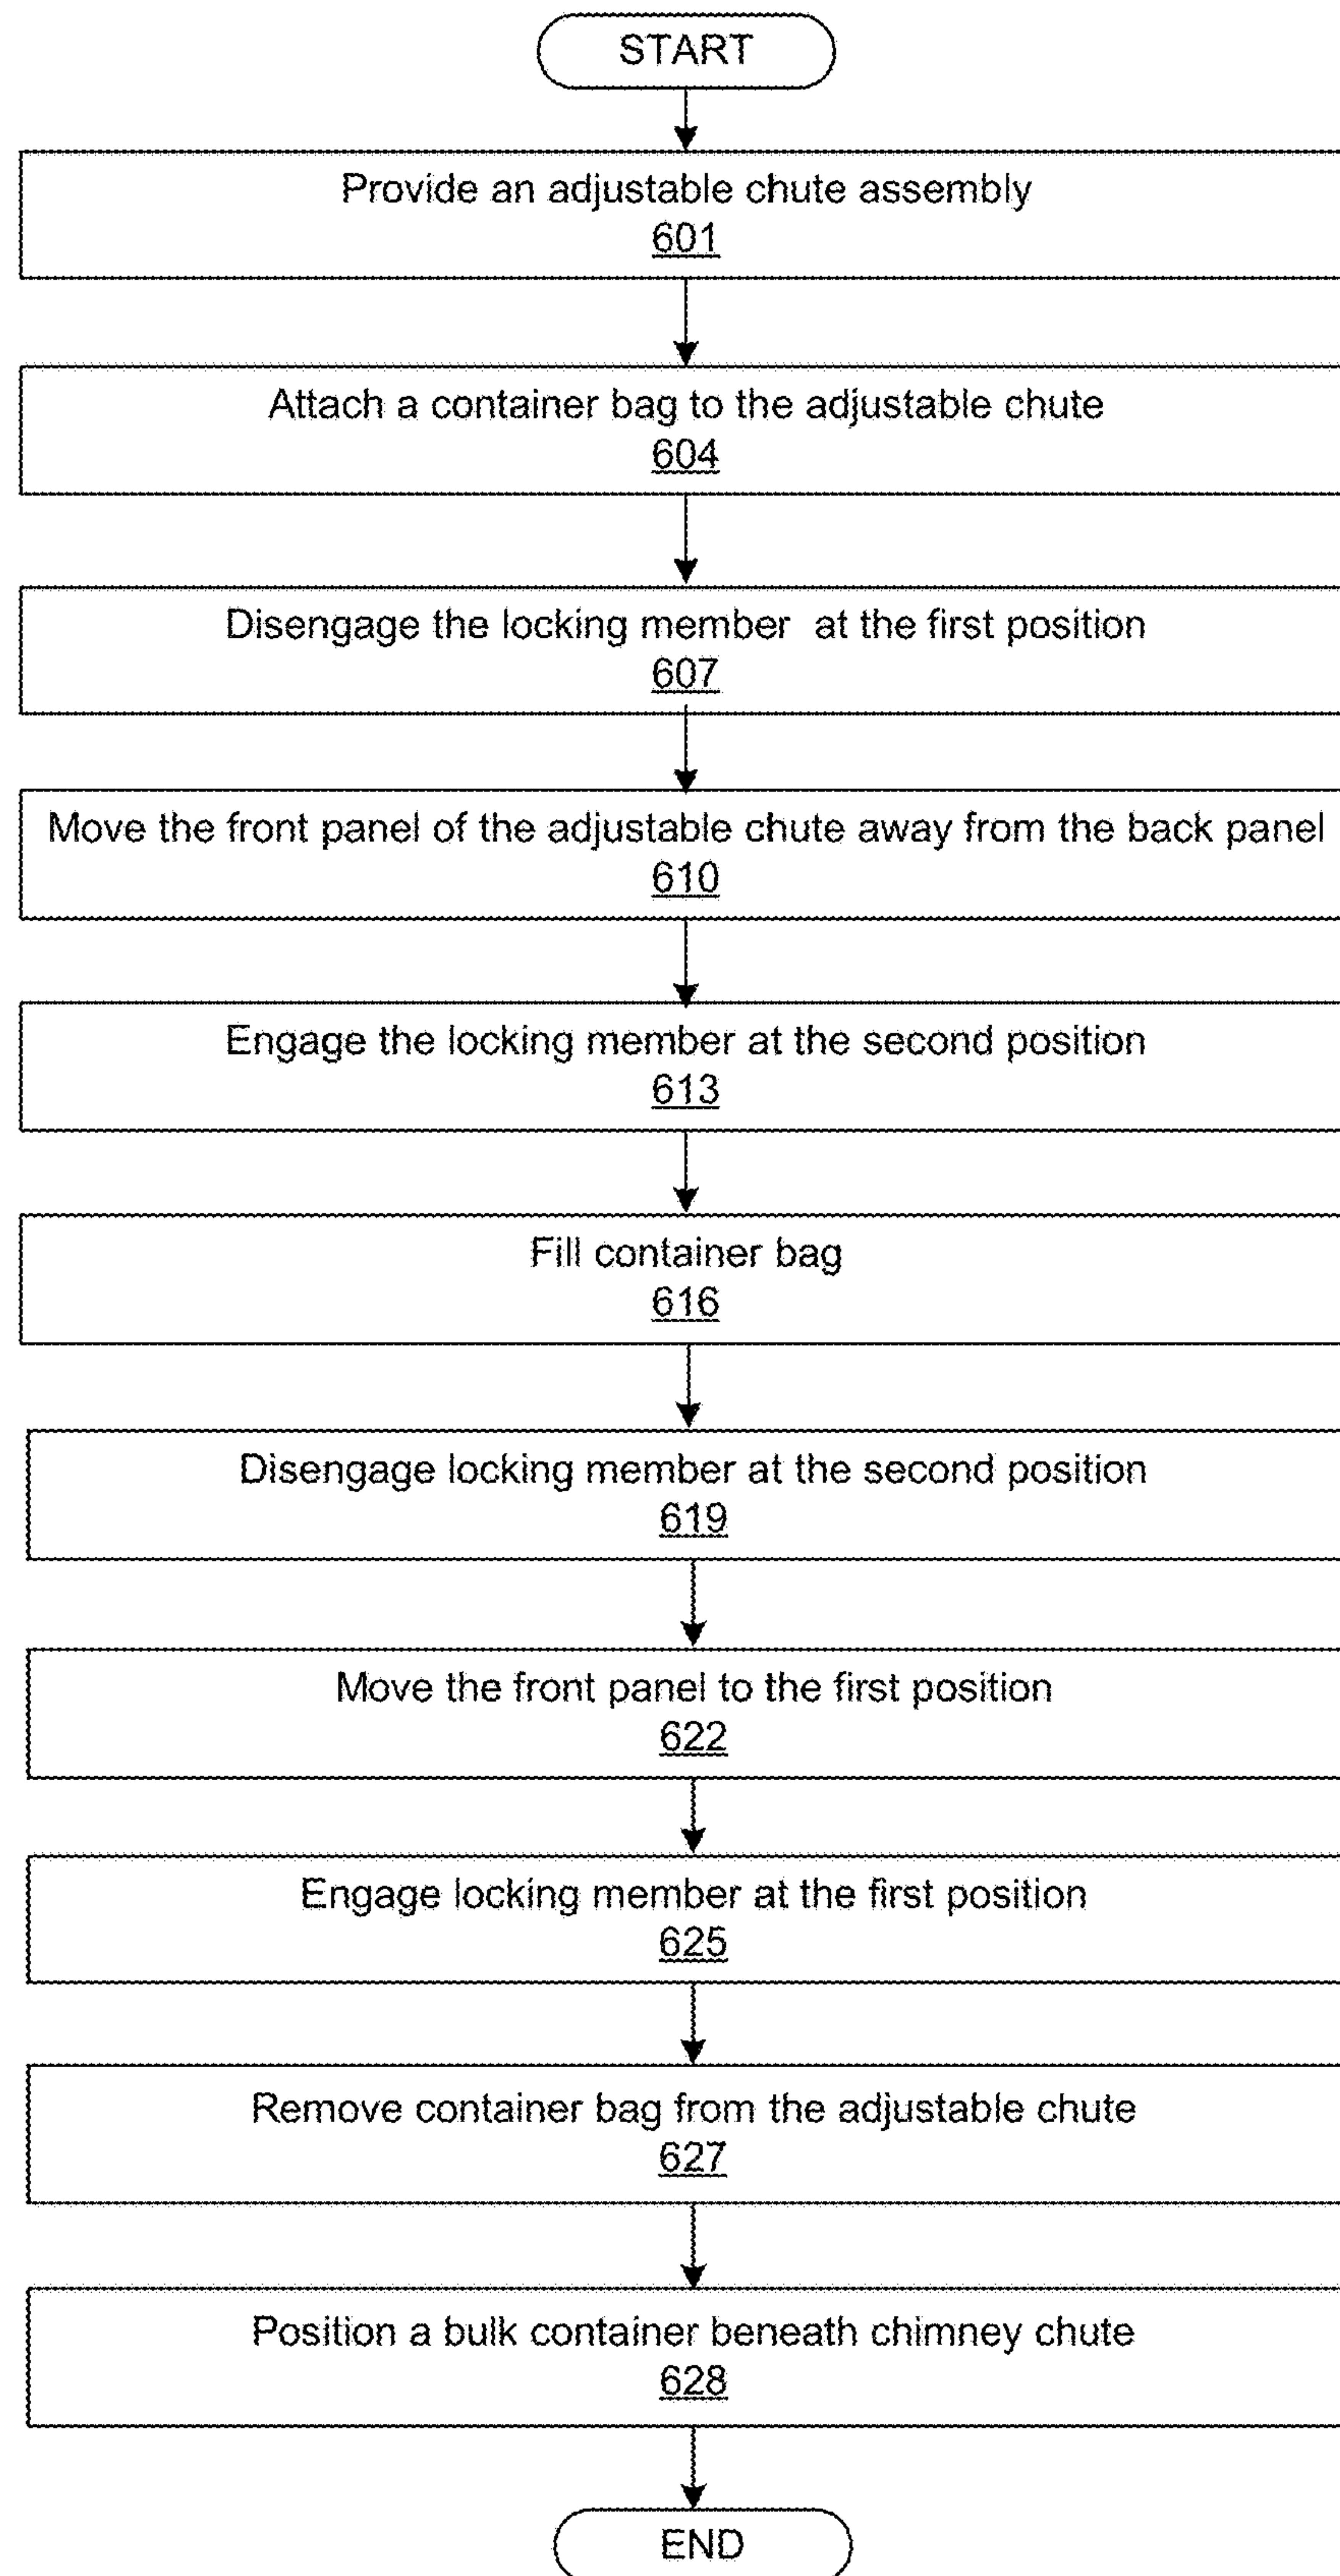 START
Provide an adjustable chute assembly
601
Attach a container bag to the adjustable chute
604
Disengage the locking member at the first position
607
Move the front panel of the adjustable chute away from the back panel
610
Engage the locking member at the second position
613
Fill container bag
616
Disengage locking member at the second position
619
Move the front panel to the first position
622
Engage locking member at the first position
625
Remove container bag from the adjustable chute
627
Position a bulk container beneath chimney chute
628
END